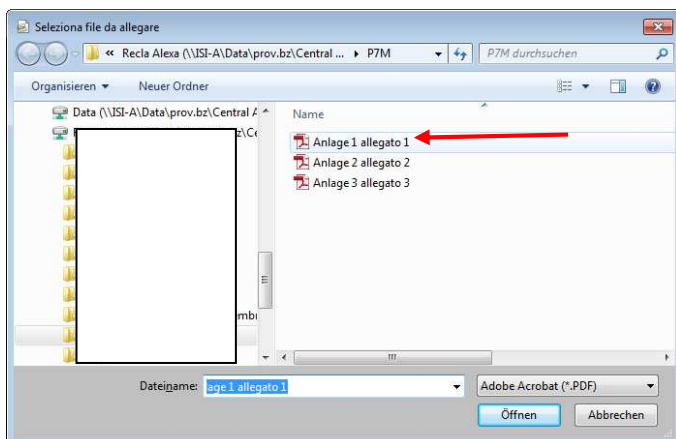 Seleziona file da allegare
« Recla Alexa (\\ISI-A\Data\prov.bz\Central ... ▸ P7M
P7M durchsuchen
Organisieren
Neuer Ordner
Data (\\ISI-A\Data\prov.bz\Central A
z\Ce
embr
Name
Anlage 1 allegato 1
Anlage 2 allegato 2
Anlage 3 allegato 3
Dateiname:
age 1 allegato 1
Adobe Acrobat (*.PDF)
Öffnen
Abbrechen